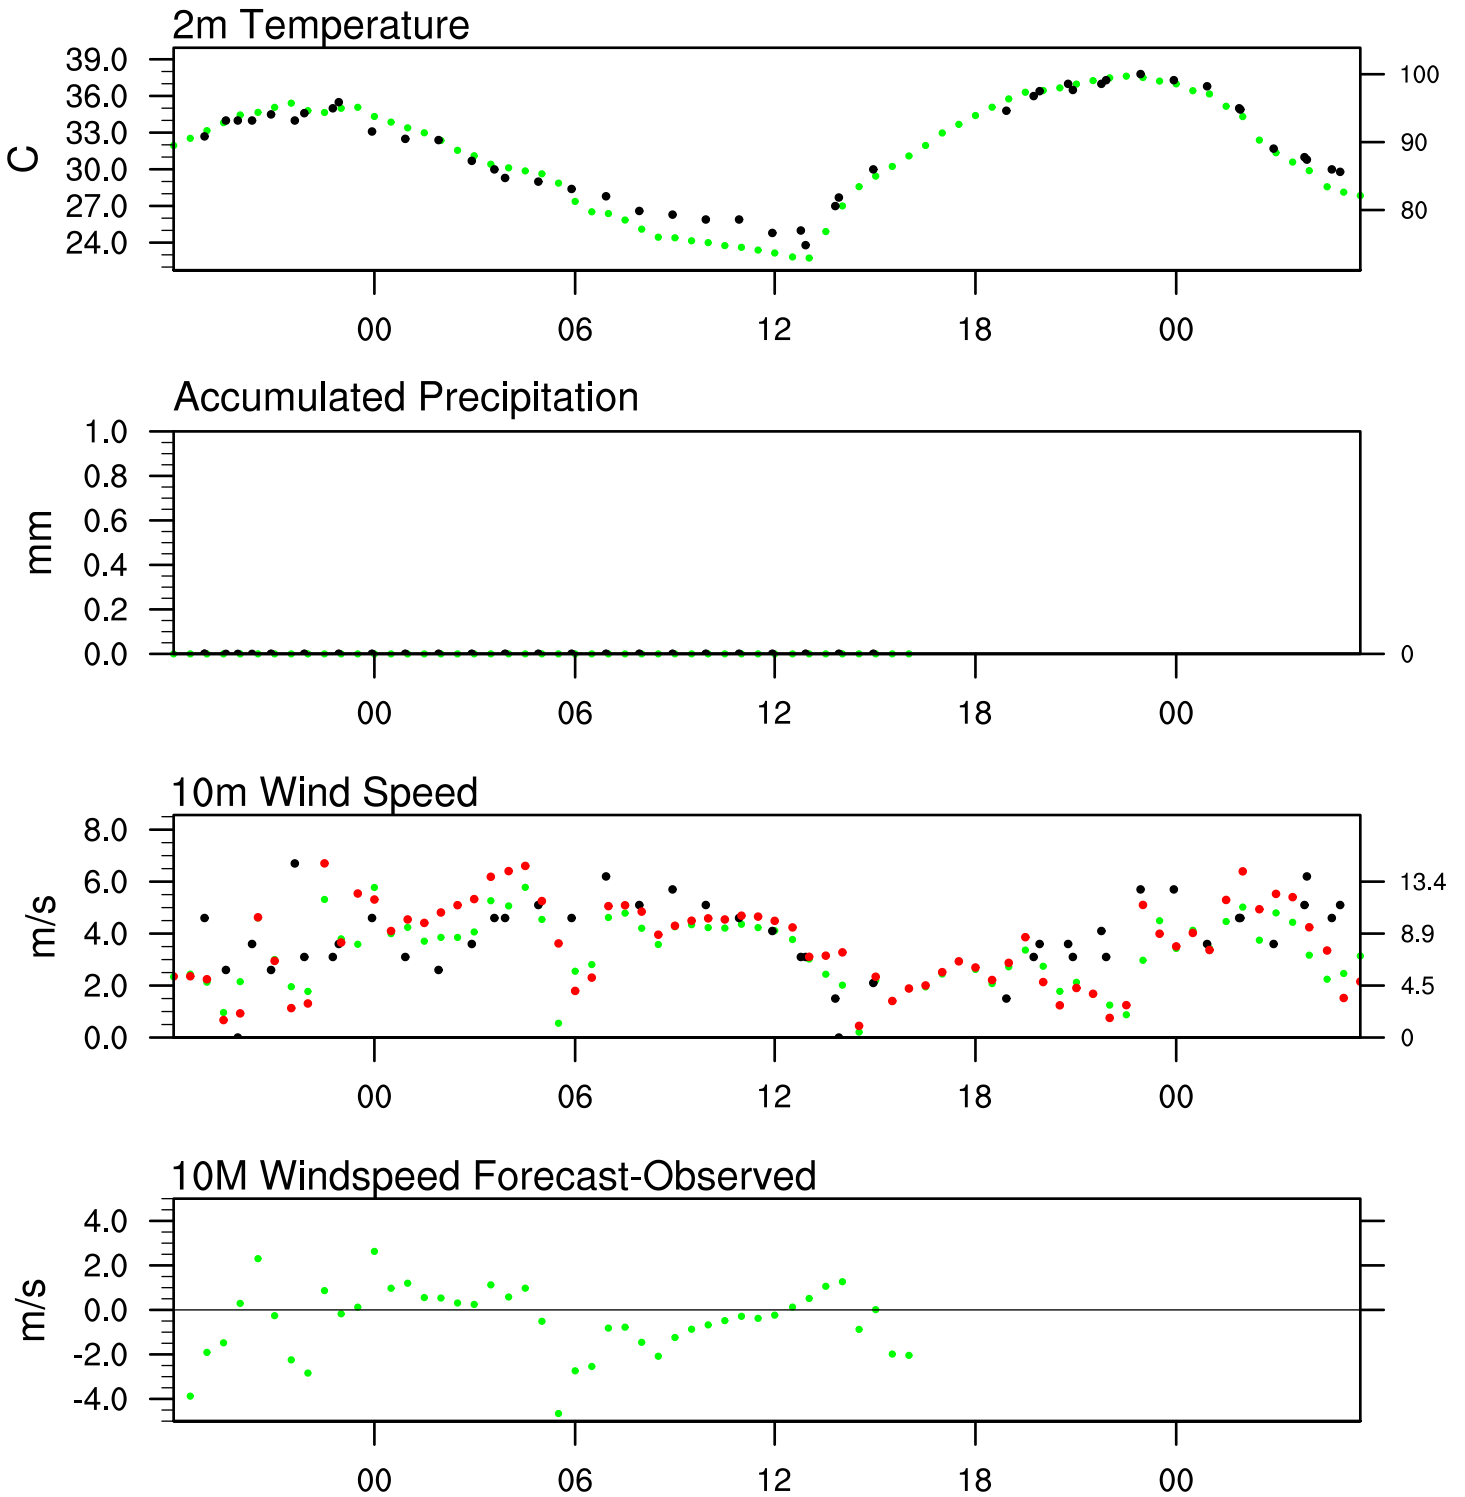 2m Temperature
39.0
36.0
33.0
30.0
27.0
24.0
C
100
90
80
00 06 12 18 00
Accumulated Precipitation
1.0
0.8
0.6
0.4
0.2
0.0
mm
0
00 06 12 18 00
10m Wind Speed
8.0
6.0
4.0
2.0
0.0
m/s
13.4
8.9
4.5
0
00 06 12 18 00
10M Windspeed Forecast-Observed
4.0
2.0
0.0
-2.0
-4.0
m/s
00 06 12 18 00